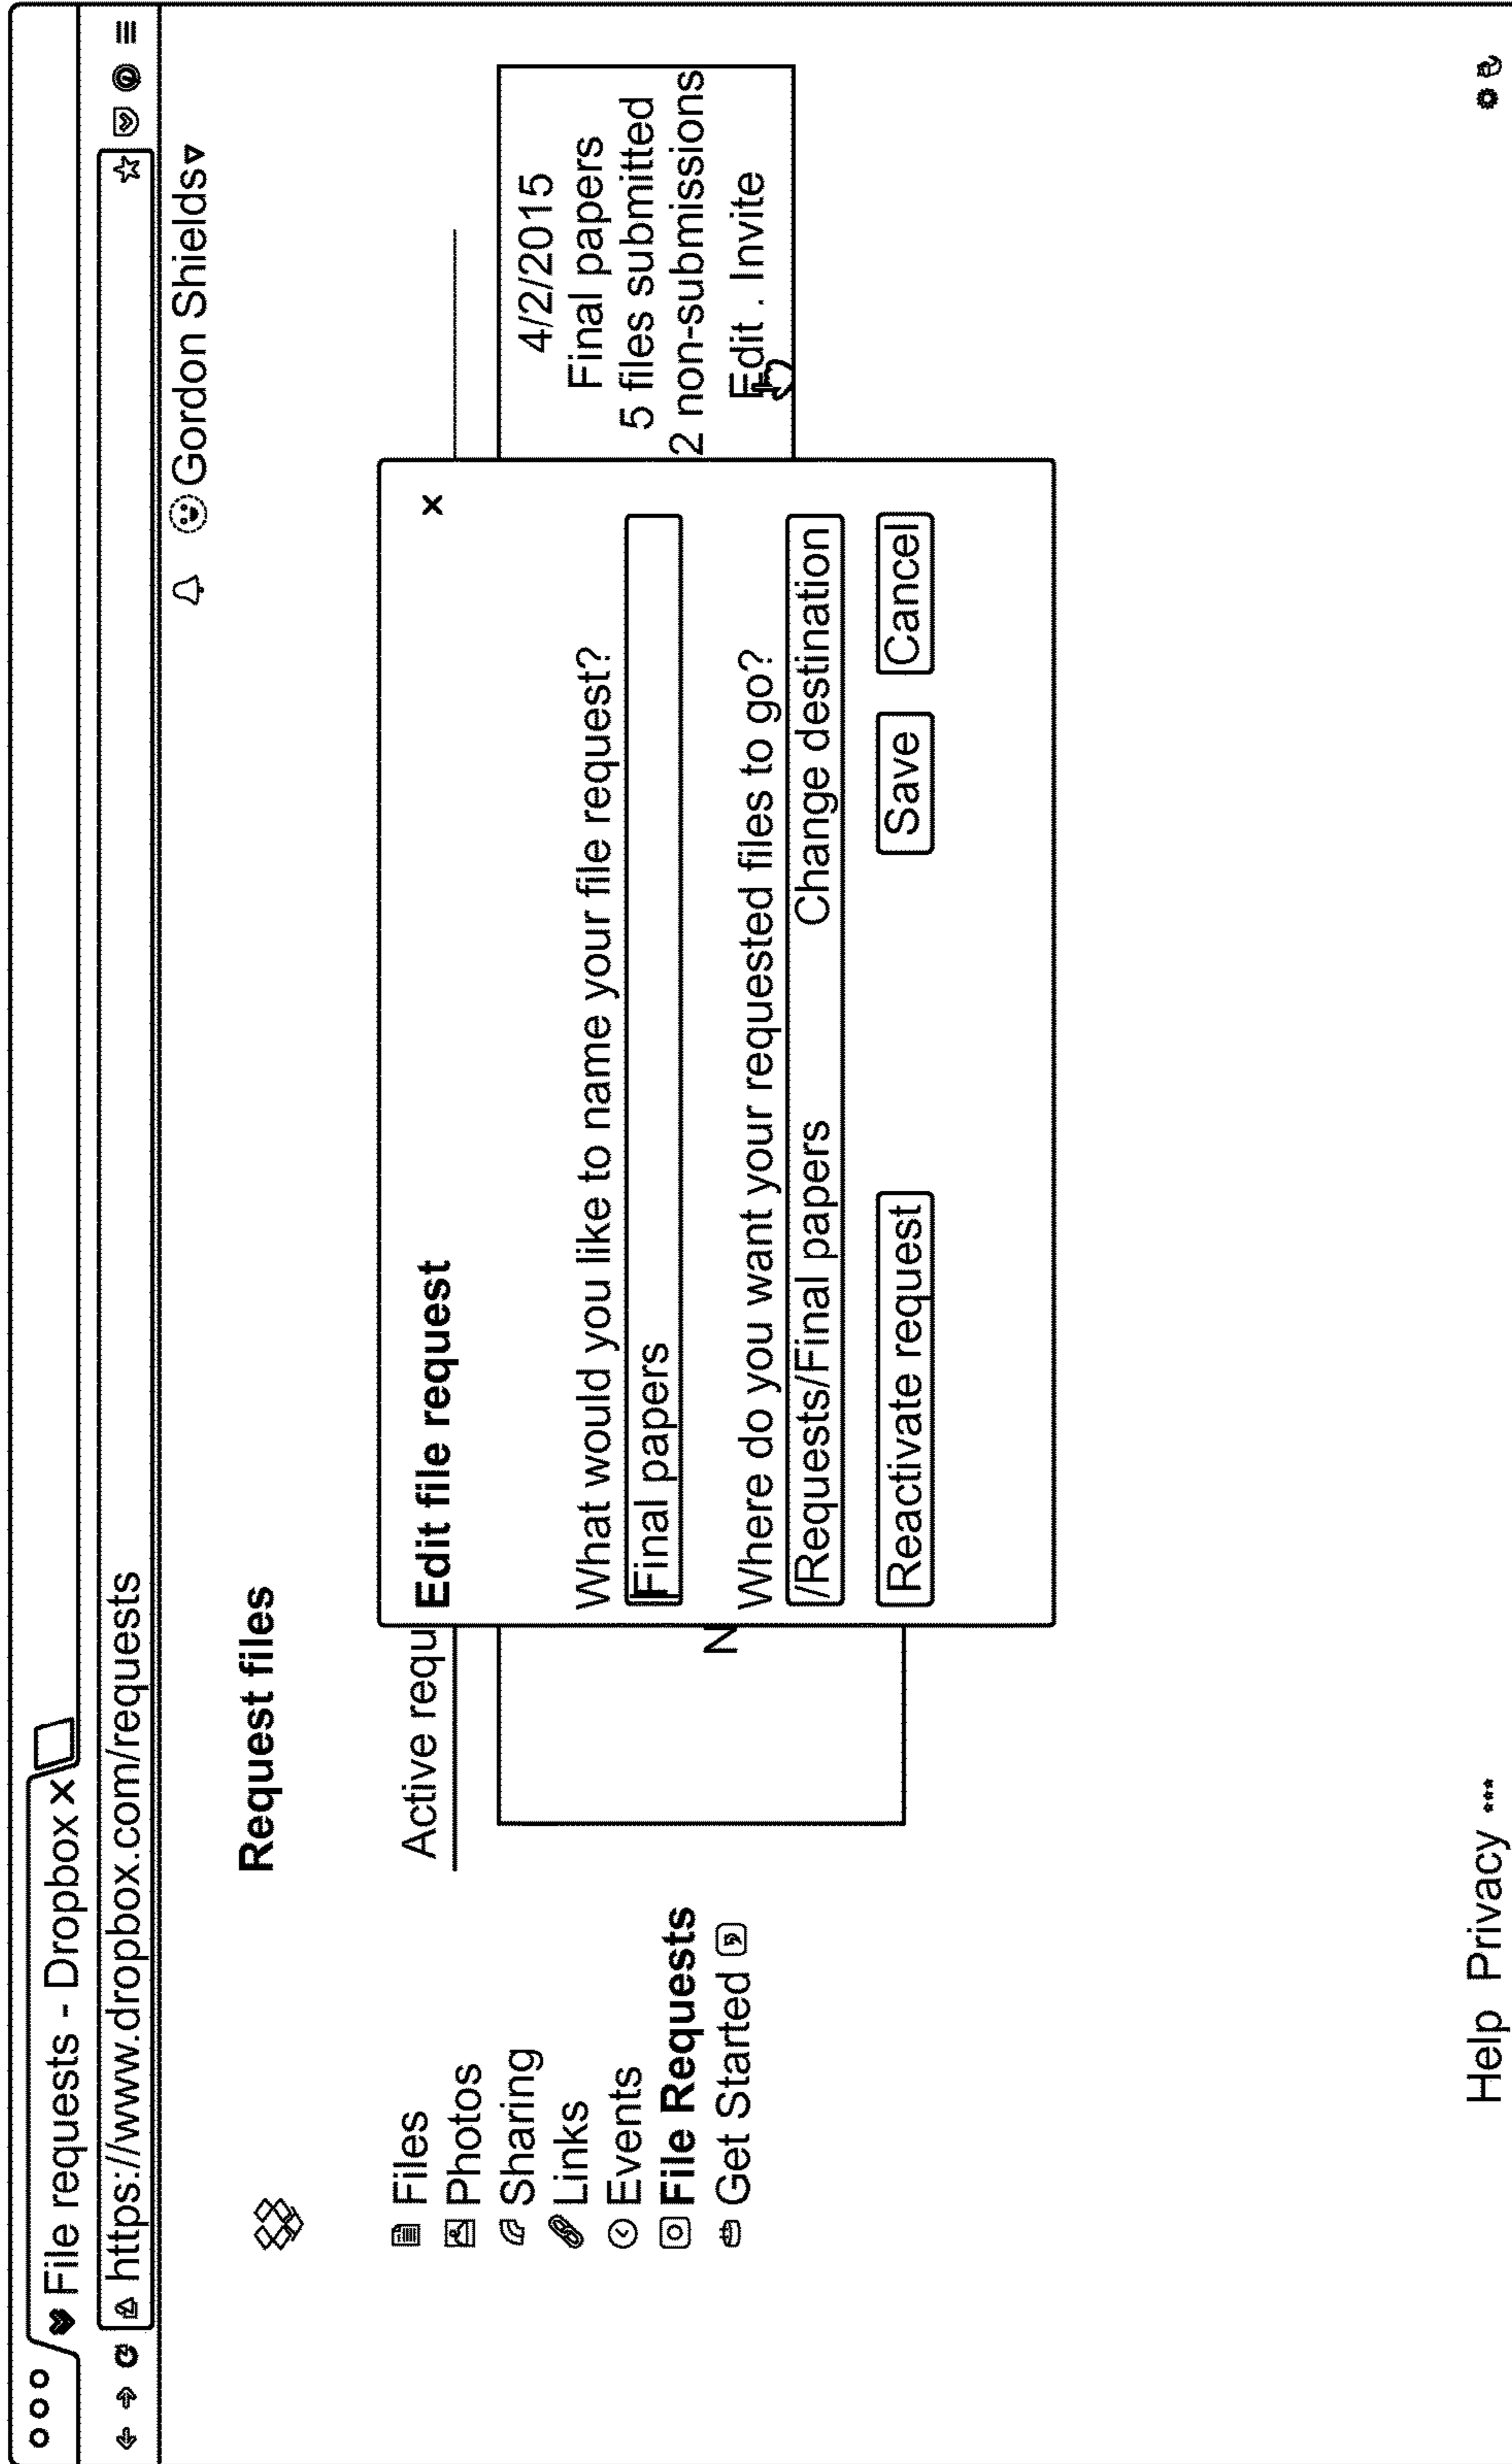 File requests - Dropbox X
https://www.dropbox.com/requests
Gordon Shields
Request files
Files
Photos
Sharing
Links
Events
File Requests
Get Started
Active requ
N
Edit file request x
What would you like to name your file request?
Final papers
Where do you want your requested files to go?
/Requests/Final papers Change destination
Reactivate request Save Cancel
4/2/2015
Final papers
5 files submitted
2 non-submissions
Edit . Invite
Help Privacy ***